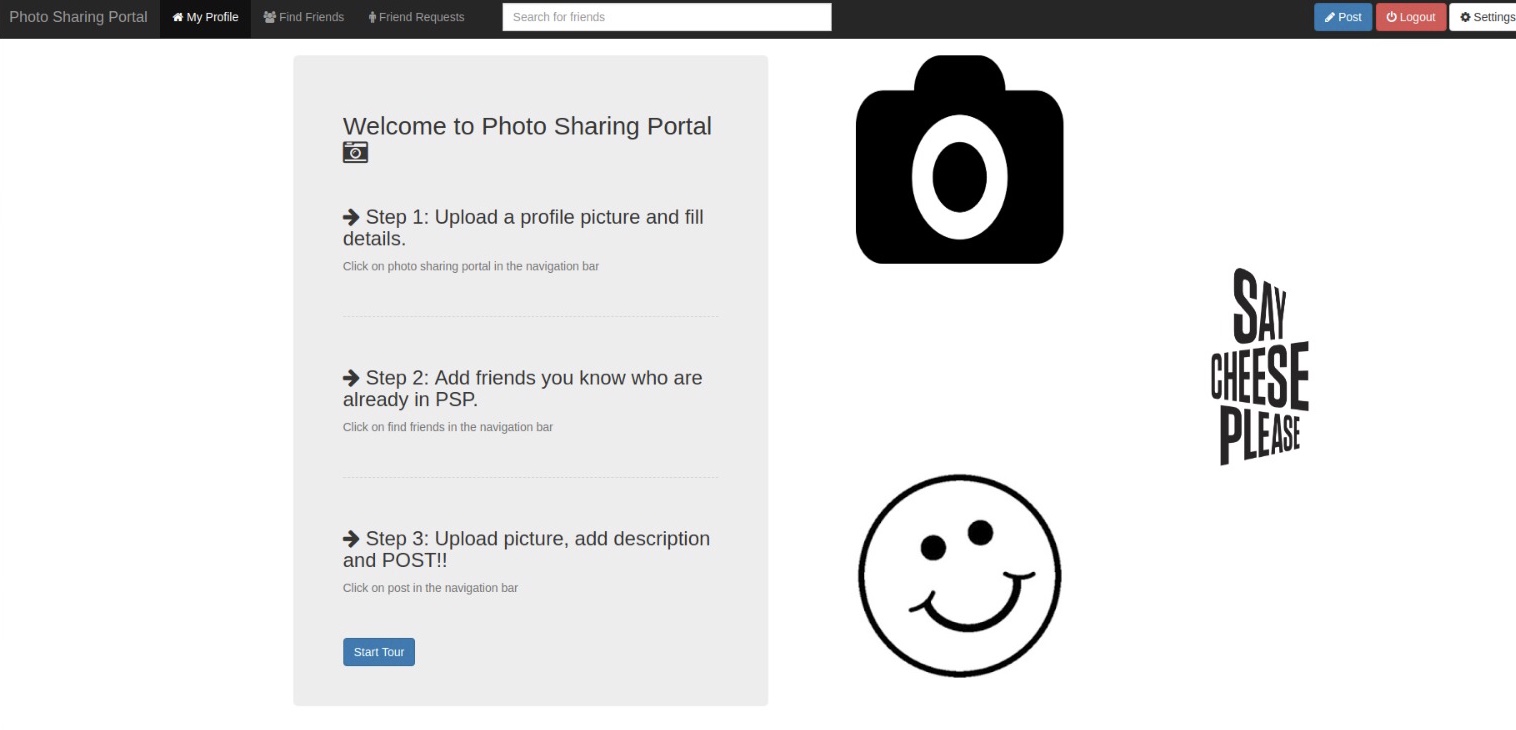 Photo Sharing Portal My Profile Find Friends Friend Requests Search for friends Post Logout Settings
Welcome to Photo Sharing Portal
Step 1: Upload a profile picture and fill
details.
Click on photo sharing portal in the navigation bar
Step 2: Add friends you know who are
already in PSP.
Click on find friends in the navigation bar
Step 3: Upload picture, add description
and POST!!
Click on post in the navigation bar
Start Tour
SAY
CHEESE
PLEASE